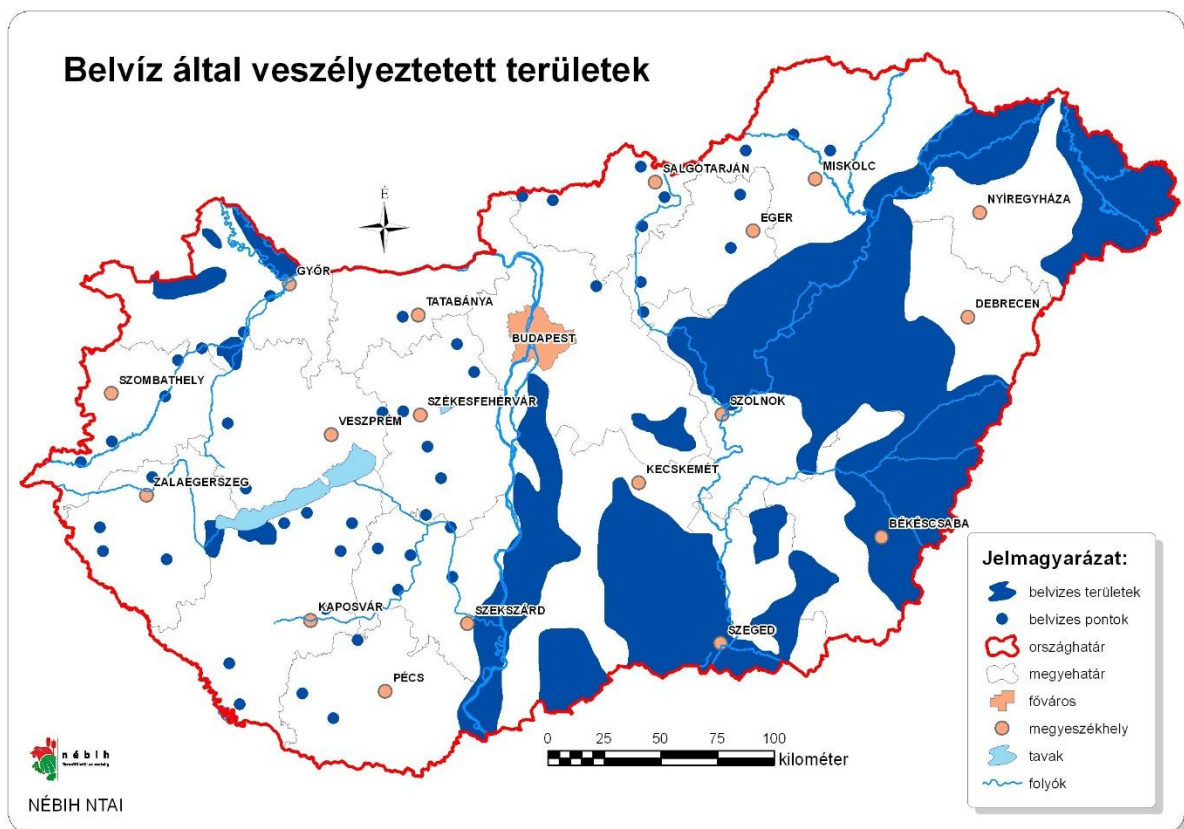 Belvíz által veszélyeztetett területek
É
SALGÓTARJÁN
MISKOLC
NYÍREGYHÁZA
EGER
GYŐR
TATABÁNYA
DEBRECEN
BUDAPEST
SZOMBATHELY
SZÉKESFEHÉRVÁR
SZOLNOK
VESZPRÉM
KECSKEMÉT
ZALAEGERSZEG
BÉKÉSCSABA
KAPOSVÁR
SZEKSZÁRD
SZEGED
PÉCS
Jelmagyarázat:
belvizes területek
belvizes pontok
országhatár
megyehatár
főváros
megyeszékhely
tavak
folyók
0 25 50 75 100
kilométer
nébih
NÉBIH NTAI